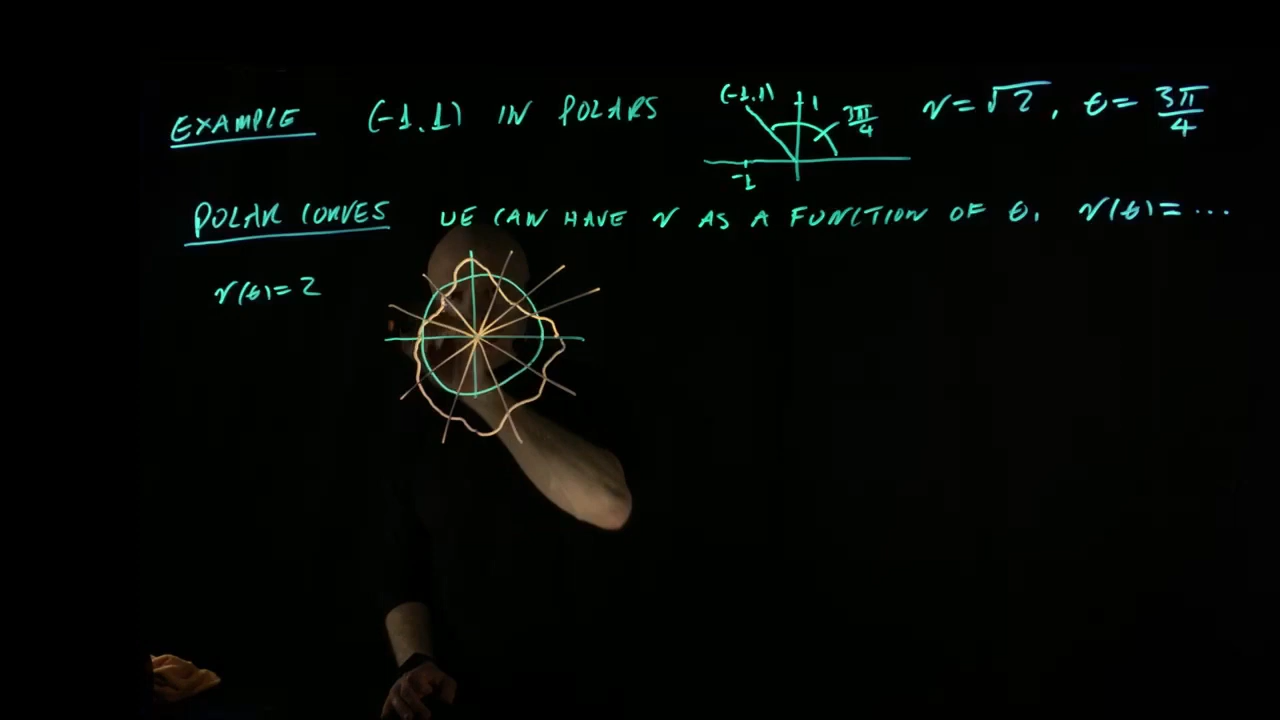 EXAMPLE (-1,1) IN POLARS (-1,1) 1 3π/4 -1 r=√2, θ=3π/4
POLAR CURVES WE CAN HAVE r AS A FUNCTION OF θ. r(θ)=...
r(θ)=2